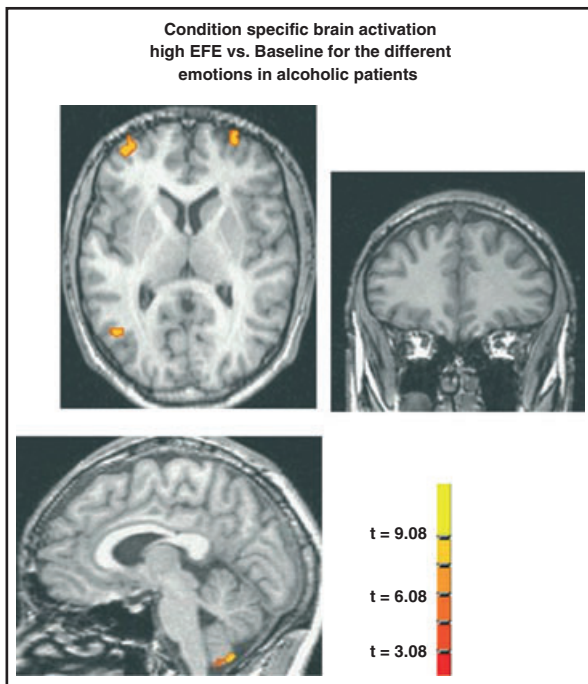 Condition specific brain activation
high EFE vs. Baseline for the different
emotions in alcoholic patients
t = 9.08
t = 6.08
t = 3.08